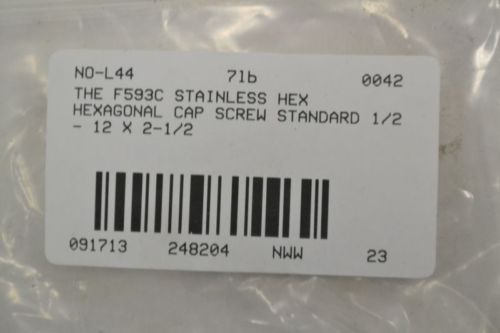 NO-L44 71b 0042
THE F593C STAINLESS HEX
HEXAGONAL CAP SCREW STANDARD 1/2
- 12 X 2-1/2
091713 248204 NWW 23